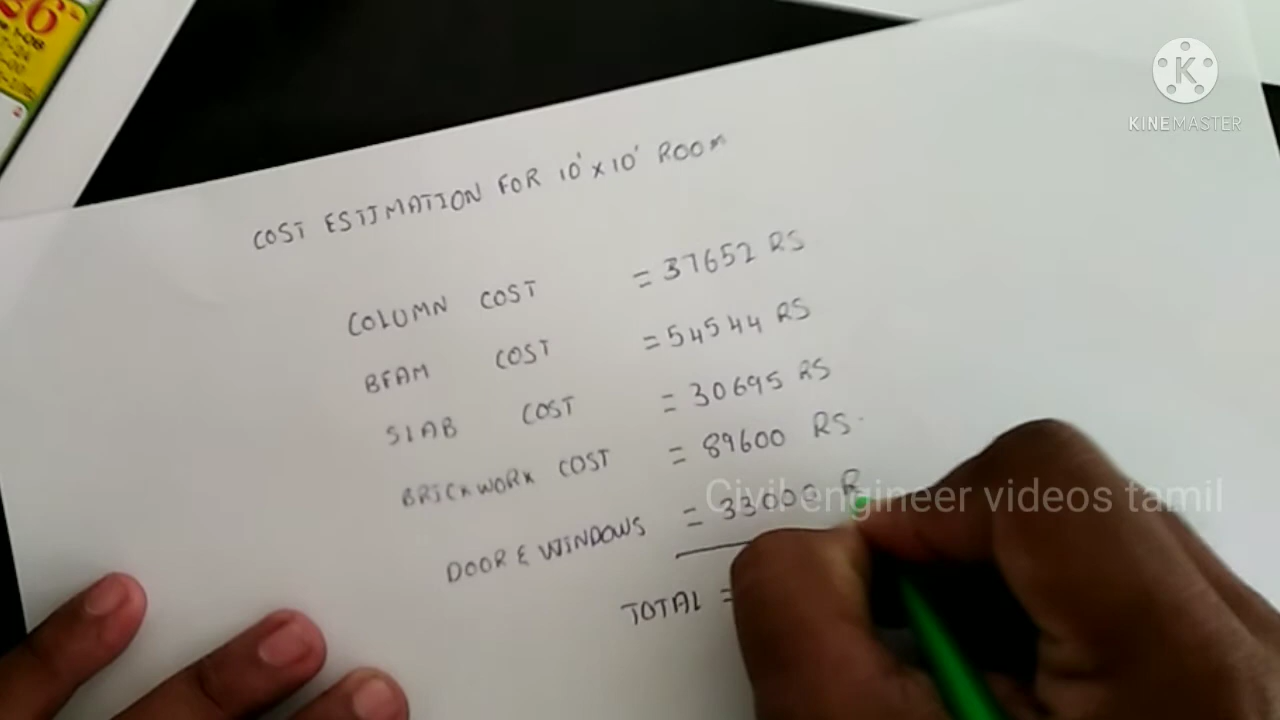 COST ESTIMATION FOR 10' x 10' ROOM
COLUMN COST = 37652 RS
BEAM COST = 54544 RS
SLAB COST = 30695 RS
BRICKWORK COST = 89600 RS.
DOOR & WINDOWS = 33000 R
TOTAL =
KINEMASTER
Civil engineer videos tamil